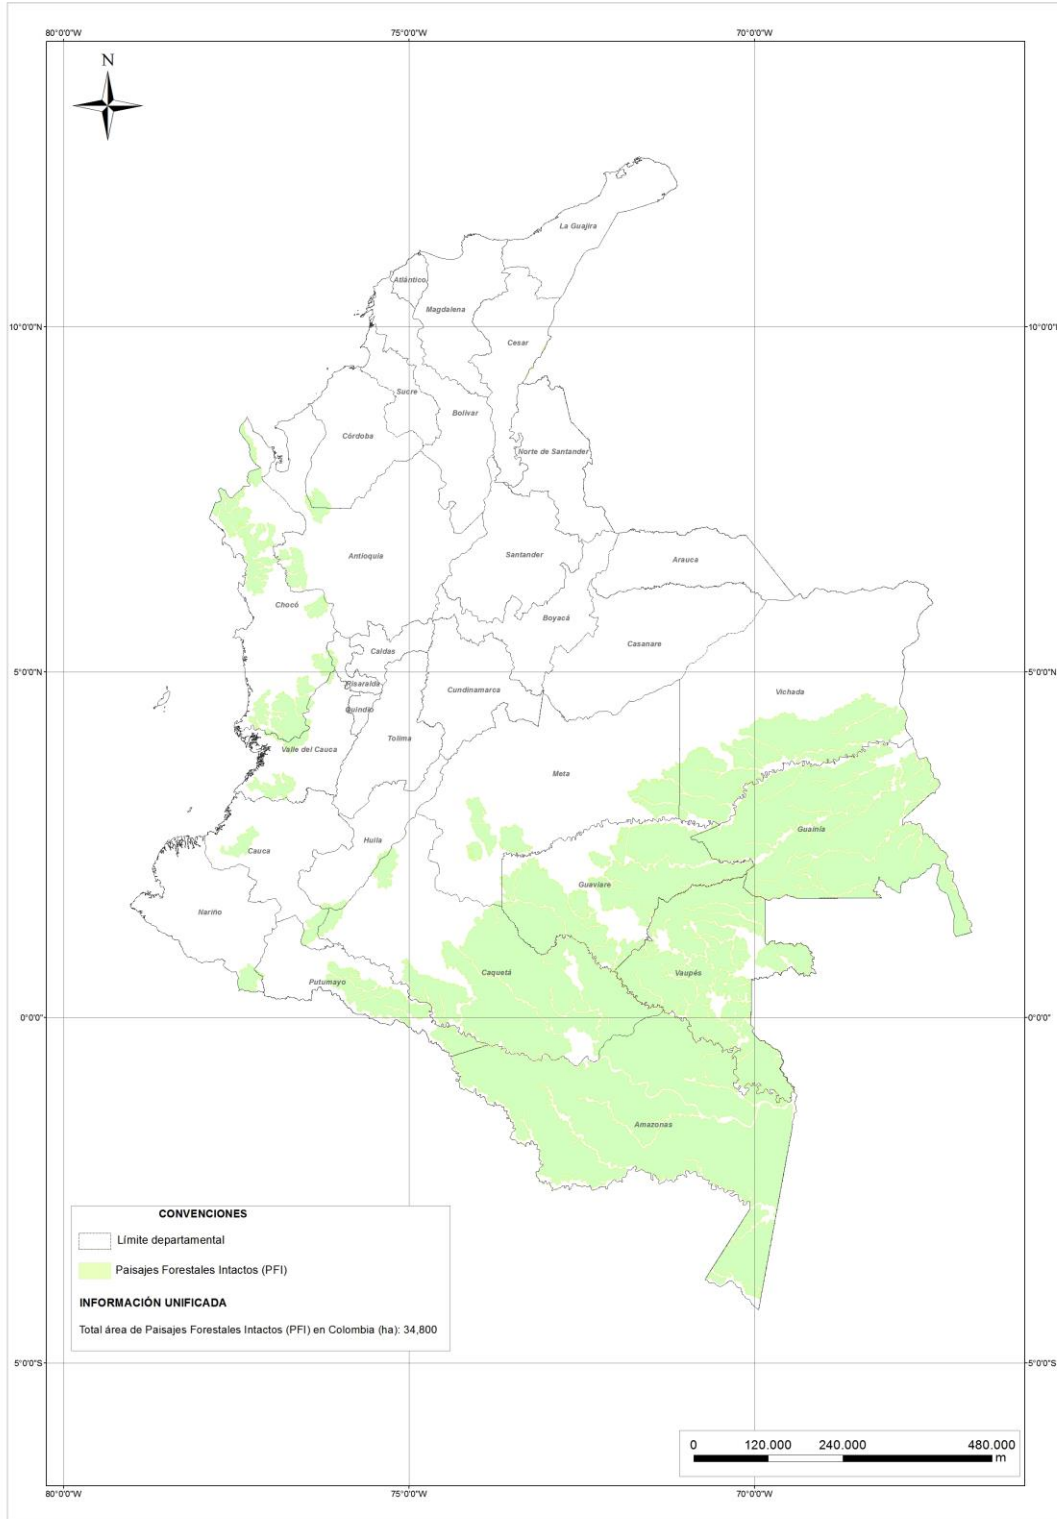 80°0'0"W 75°0'0"W 70°0'0"W
N
La Guajira
Atlántico
Magdalena
10°0'0"N 10°0'0"N
Cesar
Sucre
Bolívar
Córdoba
Norte de Santander
Antioquia
Santander
Arauca
Chocó
Boyacá
Casanare
Caldas
5°0'0"N 5°0'0"N
Risaralda
Cundinamarca
Vichada
Quindío
Tolima
Valle del Cauca
Meta
Guainía
Huila
Cauca
Guaviare
Nariño
Caquetá
Vaupés
Putumayo
0°0'0" 0°0'0"
Amazonas
CONVENCIONES
Límite departamental
Paisajes Forestales Intactos (PFI)
INFORMACIÓN UNIFICADA
Total área de Paisajes Forestales Intactos (PFI) en Colombia (ha): 34,800
5°0'0"S 5°0'0"S
0 120.000 240.000 480.000
m
80°0'0"W 75°0'0"W 70°0'0"W